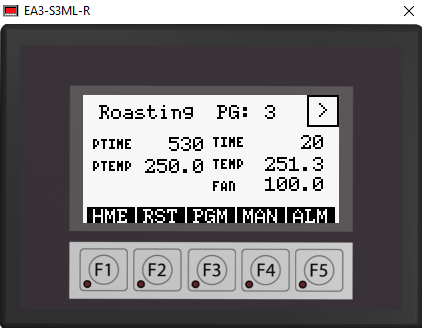 EA3-S3ML-R
Roasting PG: 3 >
PTIME 530 TIME 20
PTEMP 250.0 TEMP 251.3
FAN 100.0
HME RST PGM MAN ALM
F1 F2 F3 F4 F5